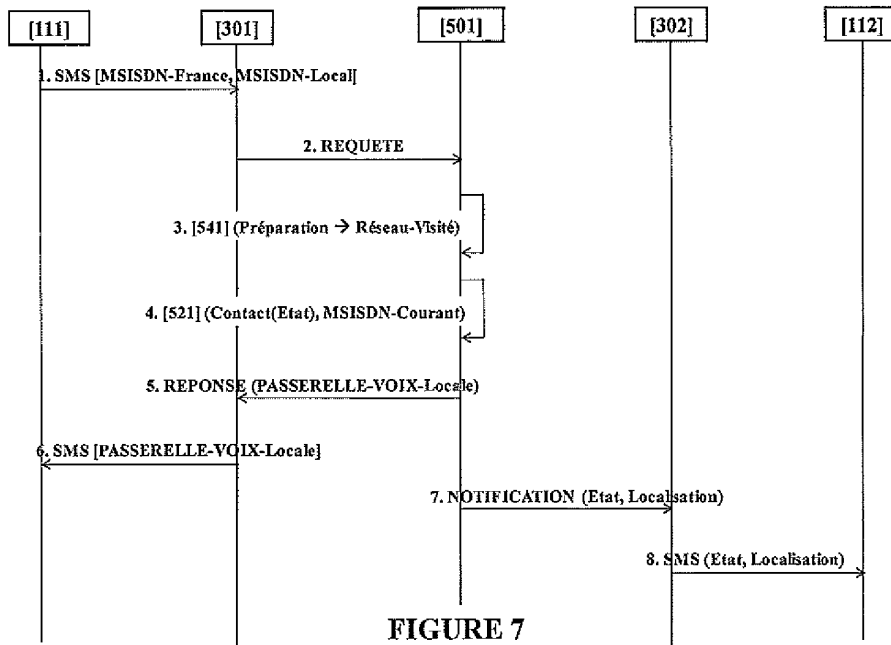 [111] [301] [501] [302] [112]
1. SMS [MSISDN-France, MSISDN-Local[
2. REQUETE
3. [541] (Préparation → Réseau-Visité)
4. [521] (Contact(Etat), MSISDN-Courant)
5. REPONSE (PASSERELLE-VOIX-Locale)
6. SMS [PASSERELLE-VOIX-Locale]
7. NOTIFICATION (Etat, Localisation)
8. SMS (Etat, Localisation)
FIGURE 7